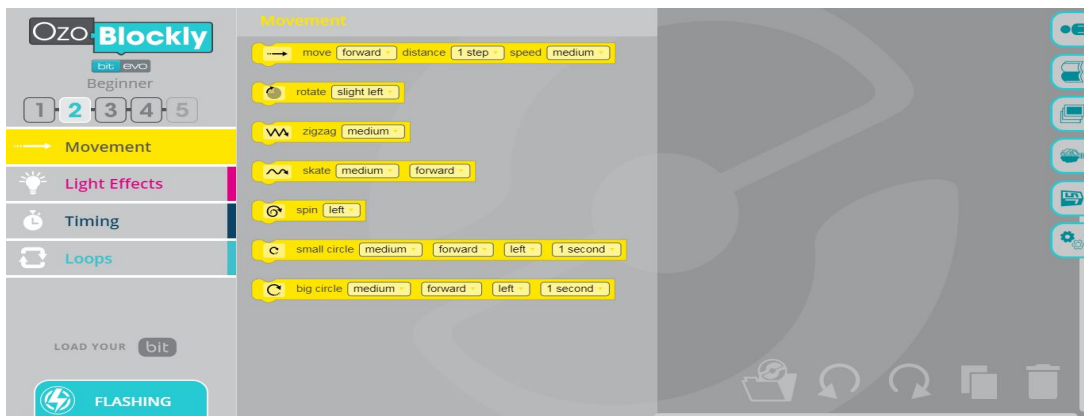 Ozo Blockly
bit evo
Beginner
1 2 3 4 5
Movement
Light Effects
Timing
Loops
LOAD YOUR bit
FLASHING
Movement
move forward distance 1 step speed medium
rotate slight left
zigzag medium
skate medium forward
spin left
small circle medium forward left 1 second
big circle medium forward left 1 second